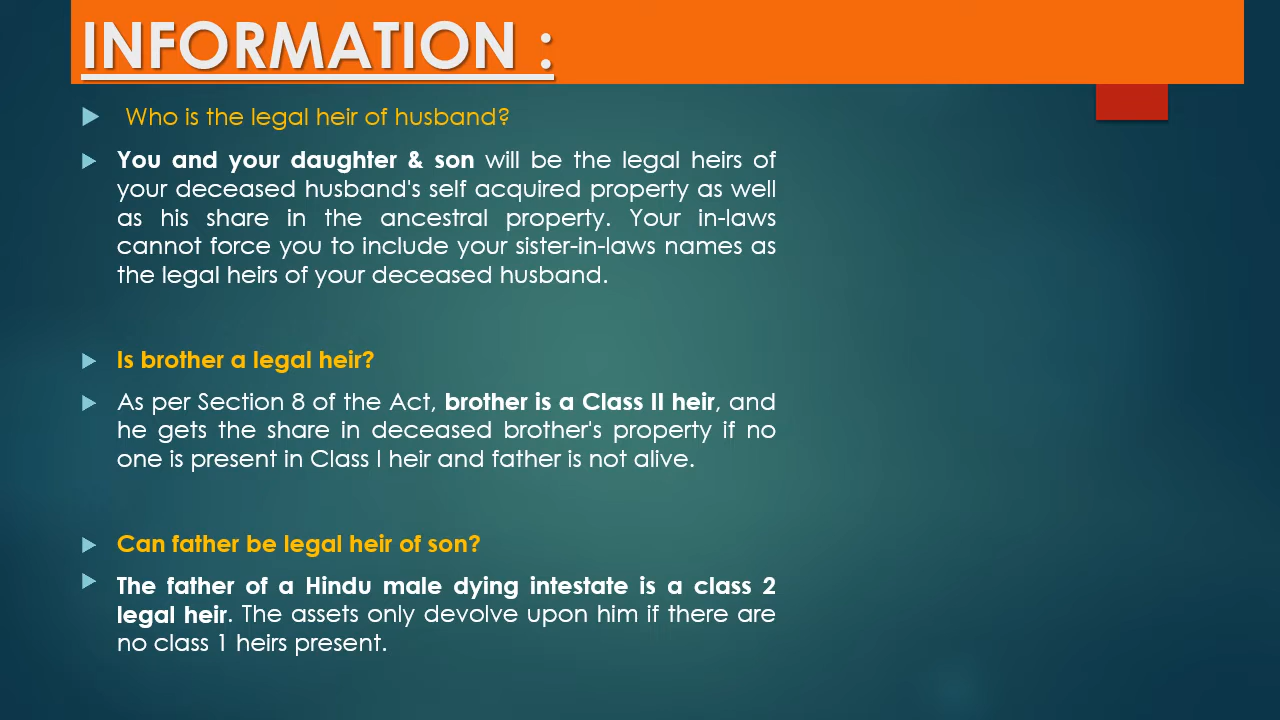 INFORMATION :
Who is the legal heir of husband?
You and your daughter & son will be the legal heirs of
your deceased husband's self acquired property as well
as his share in the ancestral property. Your in-laws
cannot force you to include your sister-in-laws names as
the legal heirs of your deceased husband.
Is brother a legal heir?
As per Section 8 of the Act, brother is a Class II heir, and
he gets the share in deceased brother's property if no
one is present in Class I heir and father is not alive.
Can father be legal heir of son?
The father of a Hindu male dying intestate is a class 2
legal heir. The assets only devolve upon him if there are
no class 1 heirs present.